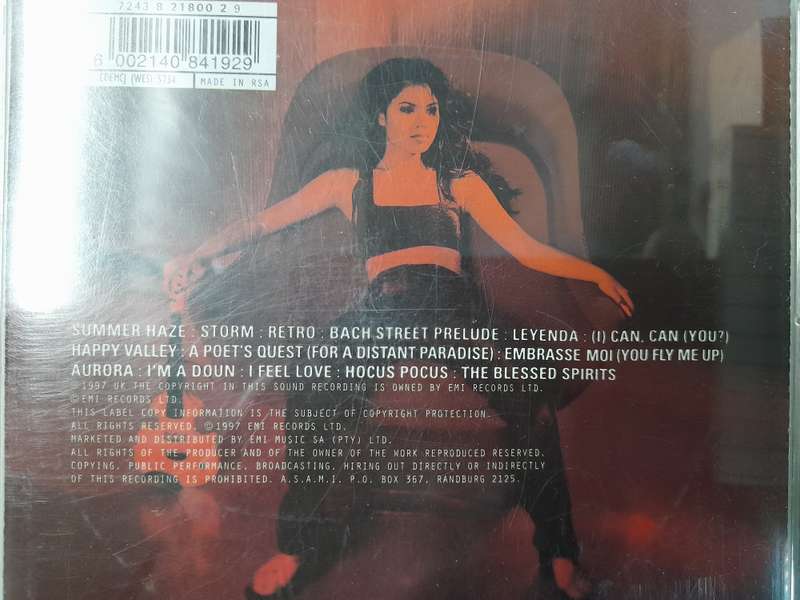 7243 8 21800 2 9
6 002140 841929
MADE IN RSA
SUMMER HAZE : STORM : RETRO : BACH STREET PRELUDE : LEYENDA : (I) CAN, CAN (YOU?)
HAPPY VALLEY : A POET'S QUEST (FOR A DISTANT PARADISE) : EMBRASSE MOI (YOU FLY ME UP)
AURORA : I'M A DOUN : I FEEL LOVE : HOCUS POCUS : THE BLESSED SPIRITS
©1997 UK THE COPYRIGHT IN THIS SOUND RECORDING IS OWNED BY EMI RECORDS LTD.
©EMI RECORDS LTD.
THIS LABEL COPY INFORMATION IS THE SUBJECT OF COPYRIGHT PROTECTION.
ALL RIGHTS RESERVED. ©1997 EMI RECORDS LTD.
MARKETED AND DISTRIBUTED BY EMI MUSIC SA (PTY) LTD.
ALL RIGHTS OF THE PRODUCER AND OF THE OWNER OF THE WORK REPRODUCED RESERVED.
COPYING, PUBLIC PERFORMANCE, BROADCASTING, HIRING OUT DIRECTLY OR INDIRECTLY
OF THIS RECORDING IS PROHIBITED. A.S.A.M.I. P.O. BOX 367, RANDBURG 2125.